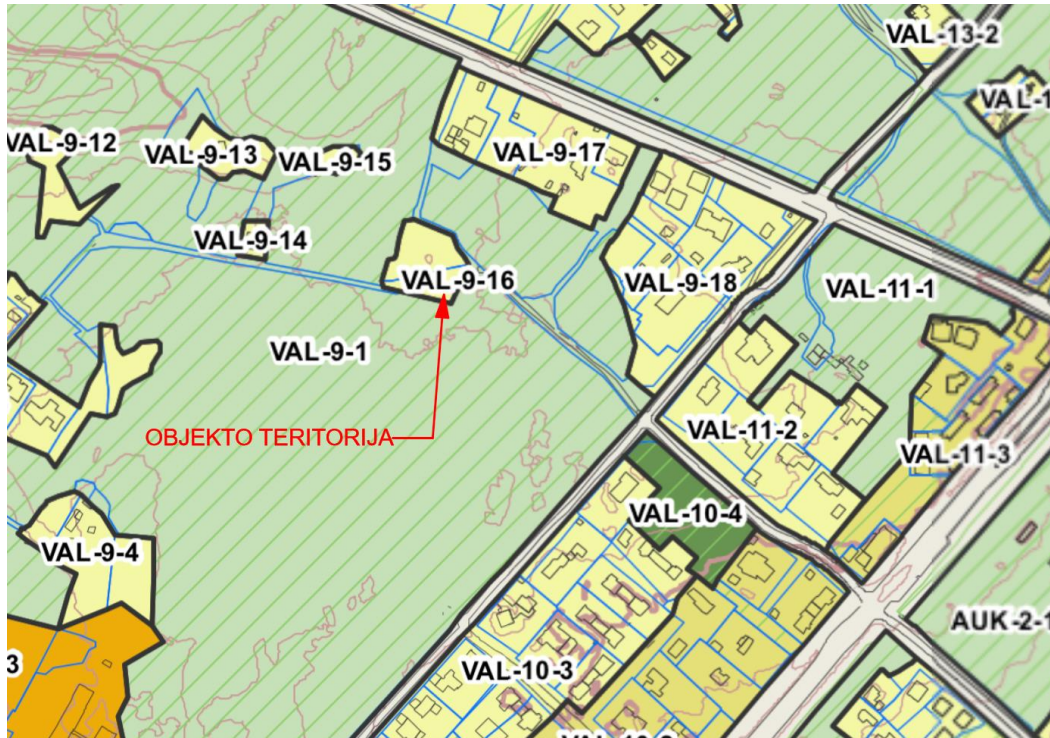 VAL-13-2
VAL-1
VAL-9-12
VAL-9-13
VAL-9-15
VAL-9-17
VAL-9-14
VAL-9-16
VAL-9-18
VAL-11-1
VAL-9-1
OBJEKTO TERITORIJA
VAL-11-2
VAL-11-3
VAL-10-4
VAL-9-4
AUK-2-1
3
VAL-10-3